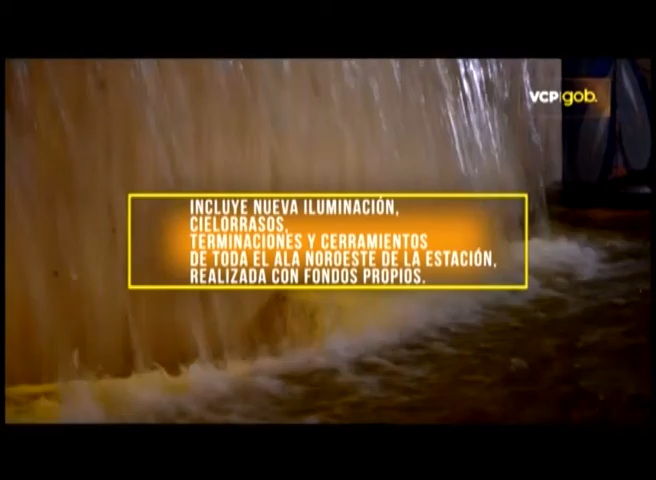 VCP|gob.
INCLUYE NUEVA ILUMINACIÓN,
CIELORRASOS,
TERMINACIONES Y CERRAMIENTOS
DE TODA EL ALA NOROESTE DE LA ESTACIÓN,
REALIZADA CON FONDOS PROPIOS.